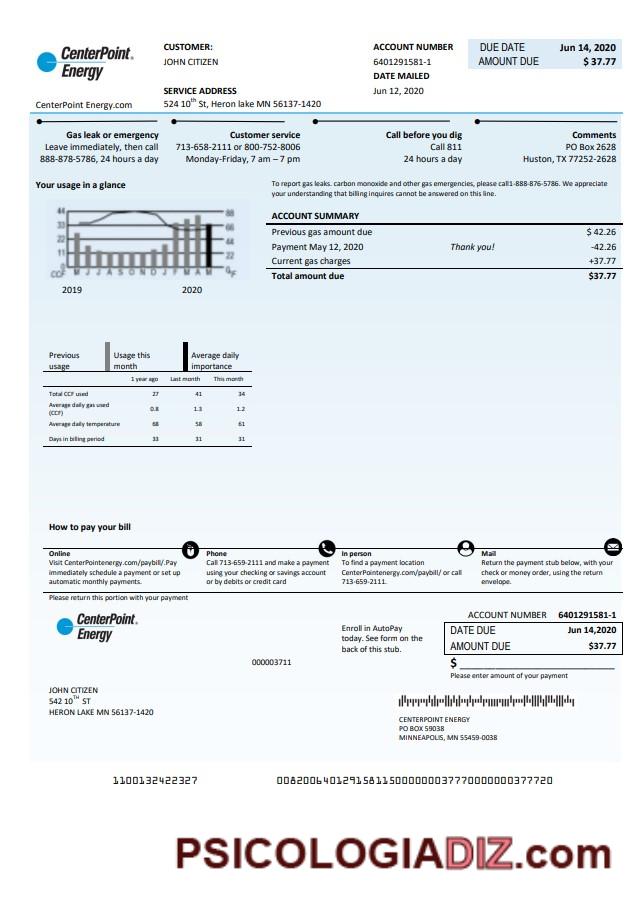 CenterPoint®
Energy
CenterPoint Energy.com
CUSTOMER:
JOHN CITIZEN
SERVICE ADDRESS
524 10th St, Heron lake MN 56137-1420
ACCOUNT NUMBER
6401291581-1
DATE MAILED
Jun 12, 2020
DUE DATE Jun 14, 2020
AMOUNT DUE $ 37.77
Gas leak or emergency
Leave immediately, then call
888-878-5786, 24 hours a day
Customer service
713-658-2111 or 800-752-8006
Monday-Friday, 7 am – 7 pm
Call before you dig
Call 811
24 hours a day
Comments
PO Box 2628
Huston, TX 77252-2628
Your usage in a glance
44 88
33 66
22 44
11 22
0 0
CCF M J J A S O N D J F M A M °F
2019 2020
To report gas leaks. carbon monoxide and other gas emergencies, please call1-888-876-5786. We appreciate
your understanding that billing inquires cannot be answered on this line.
ACCOUNT SUMMARY
Previous gas amount due $ 42.26
Payment May 12, 2020 Thank you! -42.26
Current gas charges +37.77
Total amount due $37.77
Previous usage
Usage this month
Average daily importance
1 year ago Last month This month
Total CCF used 27 41 34
Average daily gas used (CCF) 0.8 1.3 1.2
Average daily temperature 68 58 61
Days in billing period 33 31 31
How to pay your bill
Online
Visit CenterPointenergy.com/paybill/.Pay
immediately schedule a payment or set up
automatic monthly payments.
Phone
Call 713-659-2111 and make a payment
using your checking or savings account
or by debits or credit card
In person
To find a payment location
CenterPointenergy.com/paybill/ or call
713-659-2111.
Mail
Return the payment stub below, with your
check or money order, using the return
envelope.
Please return this portion with your payment
CenterPoint®
Energy
000003711
Enroll in AutoPay
today. See form on the
back of this stub.
ACCOUNT NUMBER 6401291581-1
DATE DUE Jun 14,2020
AMOUNT DUE $37.77
$
Please enter amount of your payment
JOHN CITIZEN
542 10TH ST
HERON LAKE MN 56137-1420
CENTERPOINT ENERGY
PO BOX 59038
MINNEAPOLIS, MN 55459-0038
1100132422327 008200640129158115000000037770000000377720
PSICOLOGIADIZ.com